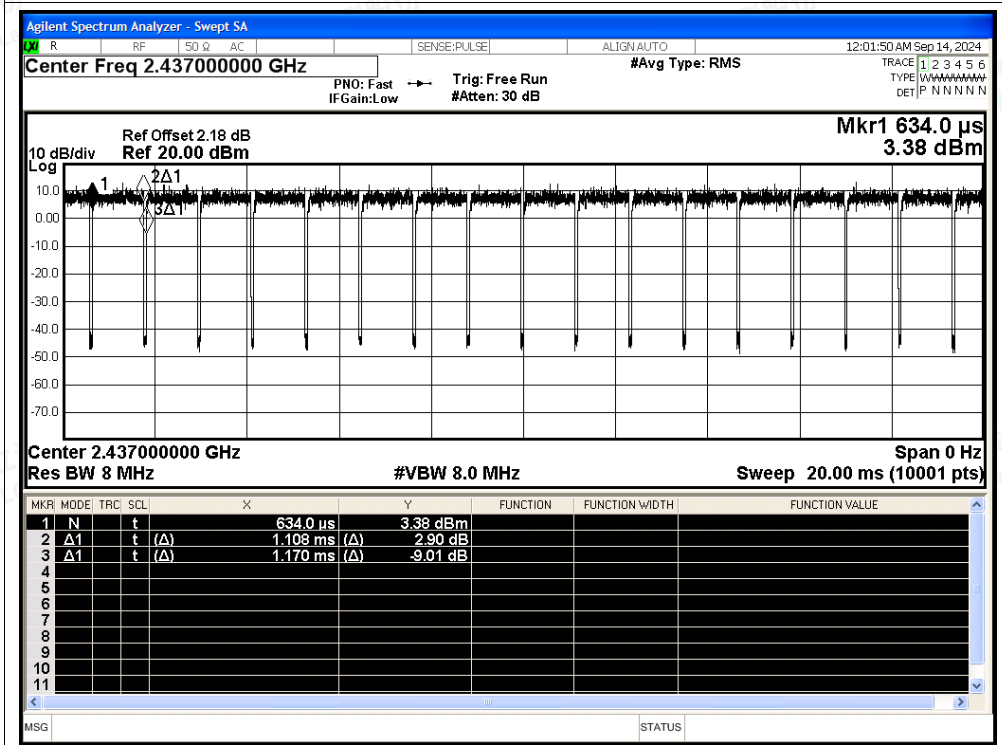 Agilent Spectrum Analyzer - Swept SA
LXI R RF 50 Ω AC SENSE:PULSE ALIGN AUTO 12:01:50 AM Sep 14, 2024
Center Freq 2.437000000 GHz #Avg Type: RMS TRACE 1 2 3 4 5 6
PNO: Fast Trig: Free Run TYPE W
IFGain:Low #Atten: 30 dB DET P N N N N N
Mkr1 634.0 µs
Ref Offset 2.18 dB
10 dB/div Ref 20.00 dBm 3.38 dBm
Log
10.0
1 2Δ1
0.00
3Δ1
-10.0
-20.0
-30.0
-40.0
-50.0
-60.0
-70.0
Center 2.437000000 GHz Span 0 Hz
Res BW 8 MHz #VBW 8.0 MHz Sweep 20.00 ms (10001 pts)
MKR MODE TRC SCL X Y FUNCTION FUNCTION WIDTH FUNCTION VALUE
1 N t 634.0 µs 3.38 dBm
2 Δ1 t (Δ) 1.108 ms (Δ) 2.90 dB
3 Δ1 t (Δ) 1.170 ms (Δ) -9.01 dB
4
5
6
7
8
9
10
11
MSG STATUS